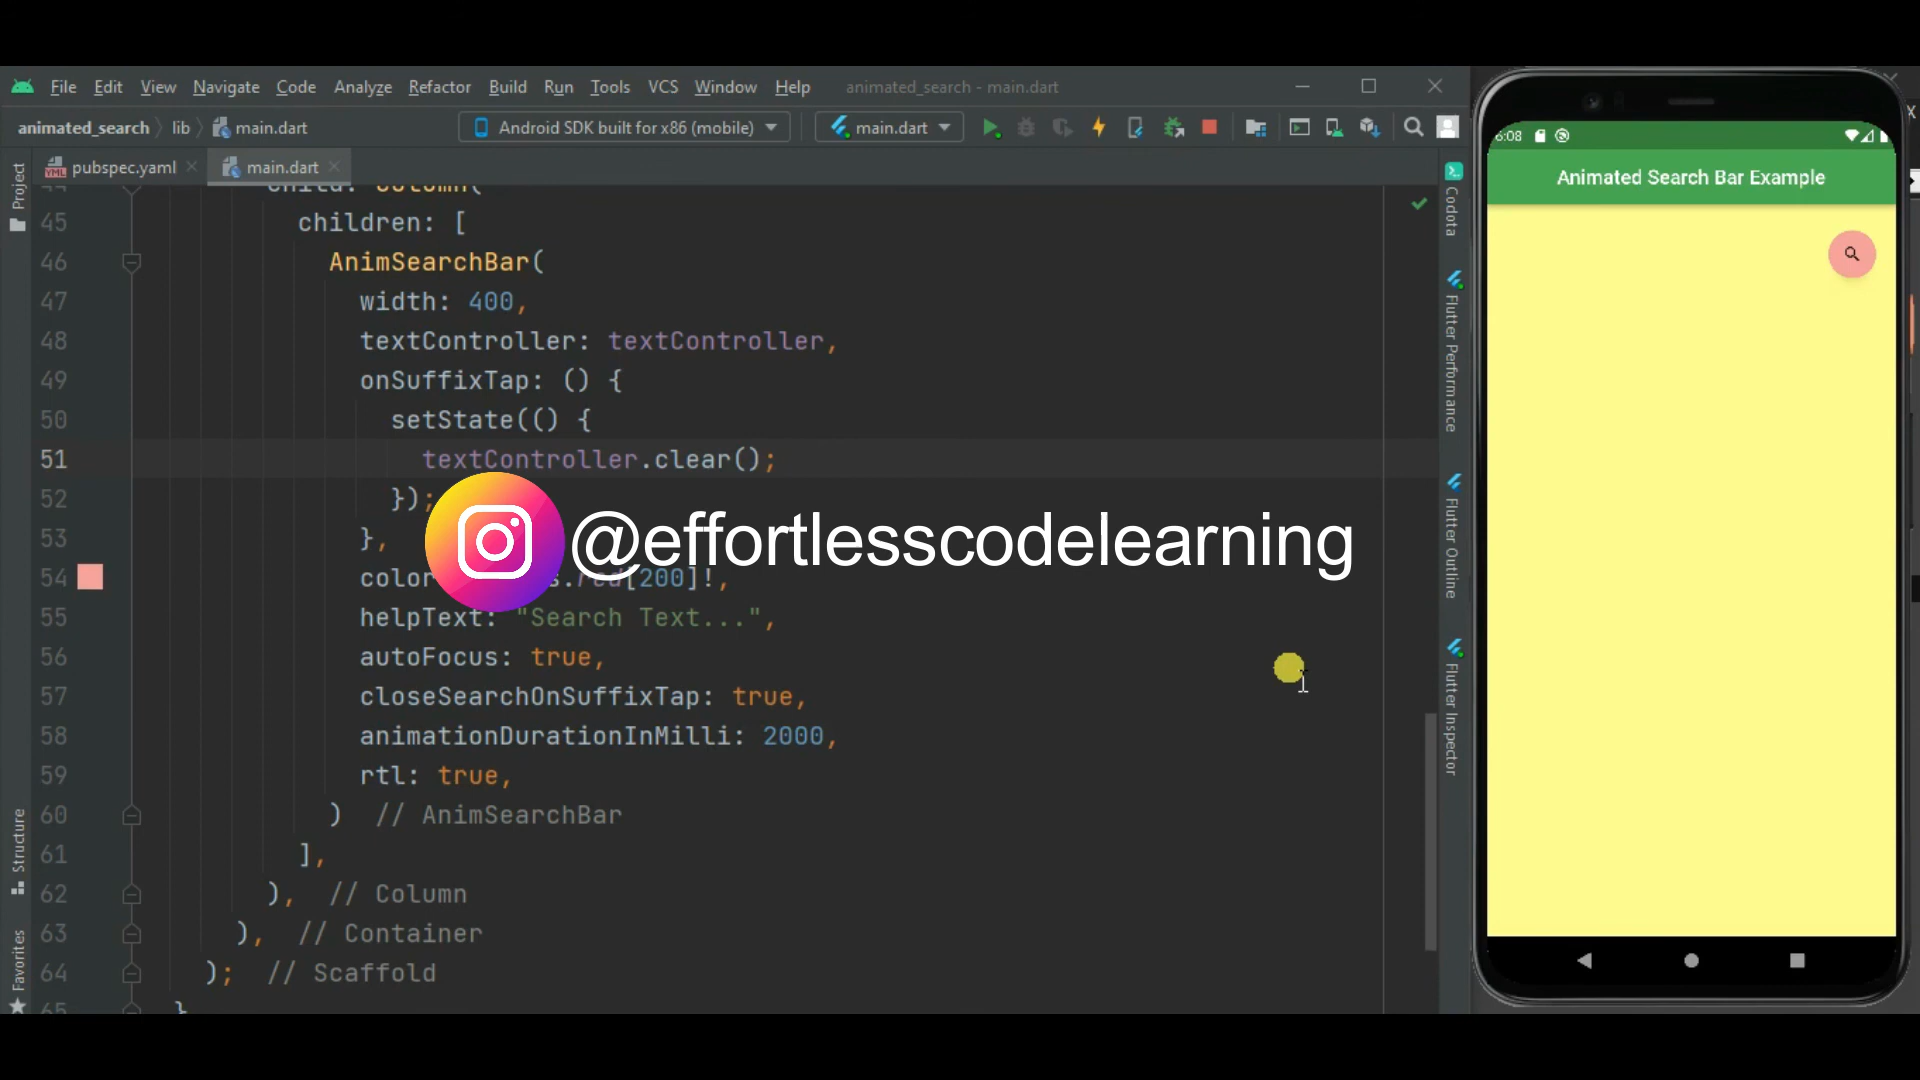 File Edit View Navigate Code Analyze Refactor Build Run Tools VCS Window Help animated_search - main.dart
animated_search lib main.dart Android SDK built for x86 (mobile) main.dart
Project
pubspec.yaml main.dart
45 children: [
46 AnimSearchBar(
47 width: 400,
48 textController: textController,
49 onSuffixTap: () {
50 setState(() {
51 textController.clear();
52 });
53 },
54 color .red[200]!,
55 helpText: "Search Text...",
56 autoFocus: true,
57 closeSearchOnSuffixTap: true,
58 animationDurationInMilli: 2000,
59 rtl: true,
60 ) // AnimSearchBar
61 ],
62 ), // Column
63 ), // Container
64 ); // Scaffold
65 }
@effortlesscodelearning
Structure
Favorites
Codota
Flutter Performance
Flutter Outline
Flutter Inspector
6:08
Animated Search Bar Example